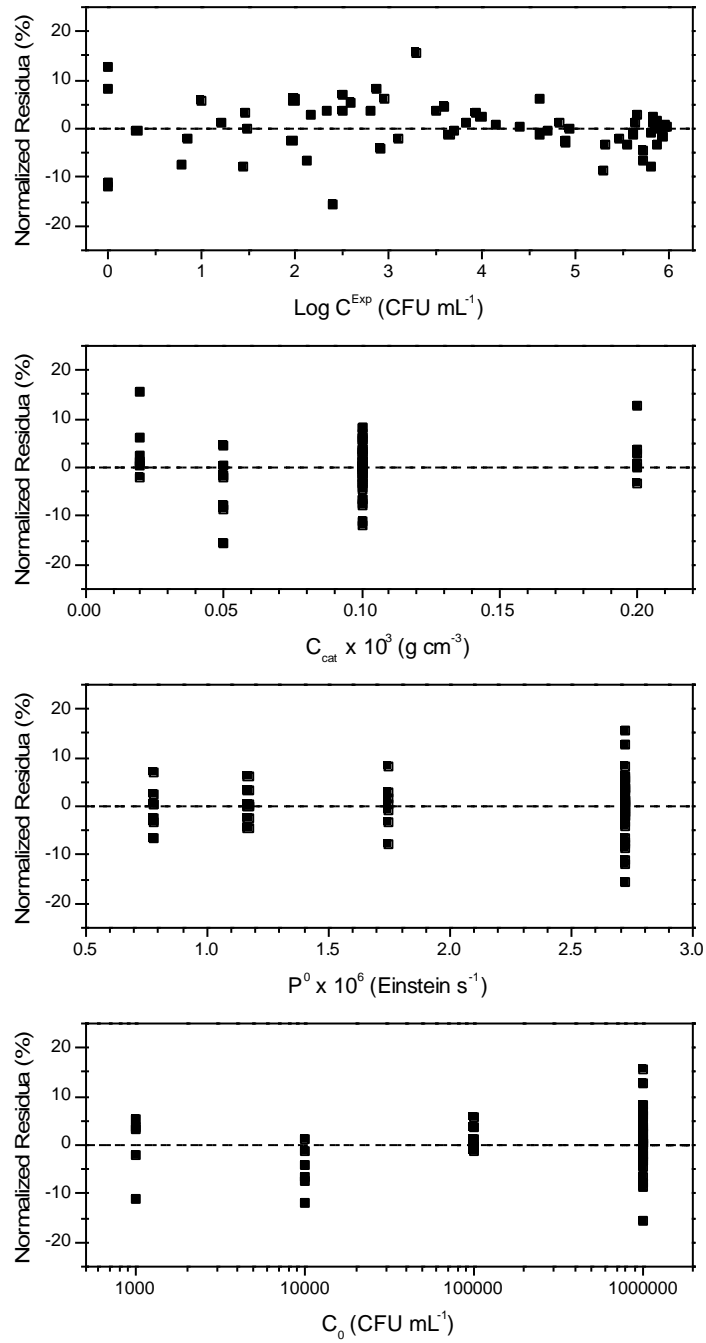 Normalized Residua (%)
20
10
0
-10
-20
0 1 2 3 4 5 6
Log C^Exp (CFU mL^-1)
Normalized Residua (%)
20
10
0
-10
-20
0.00 0.05 0.10 0.15 0.20
C_cat x 10^3 (g cm^-3)
Normalized Residua (%)
20
10
0
-10
-20
0.5 1.0 1.5 2.0 2.5 3.0
P^0 x 10^6 (Einstein s^-1)
Normalized Residua (%)
20
10
0
-10
-20
1000 10000 100000 1000000
C_0 (CFU mL^-1)